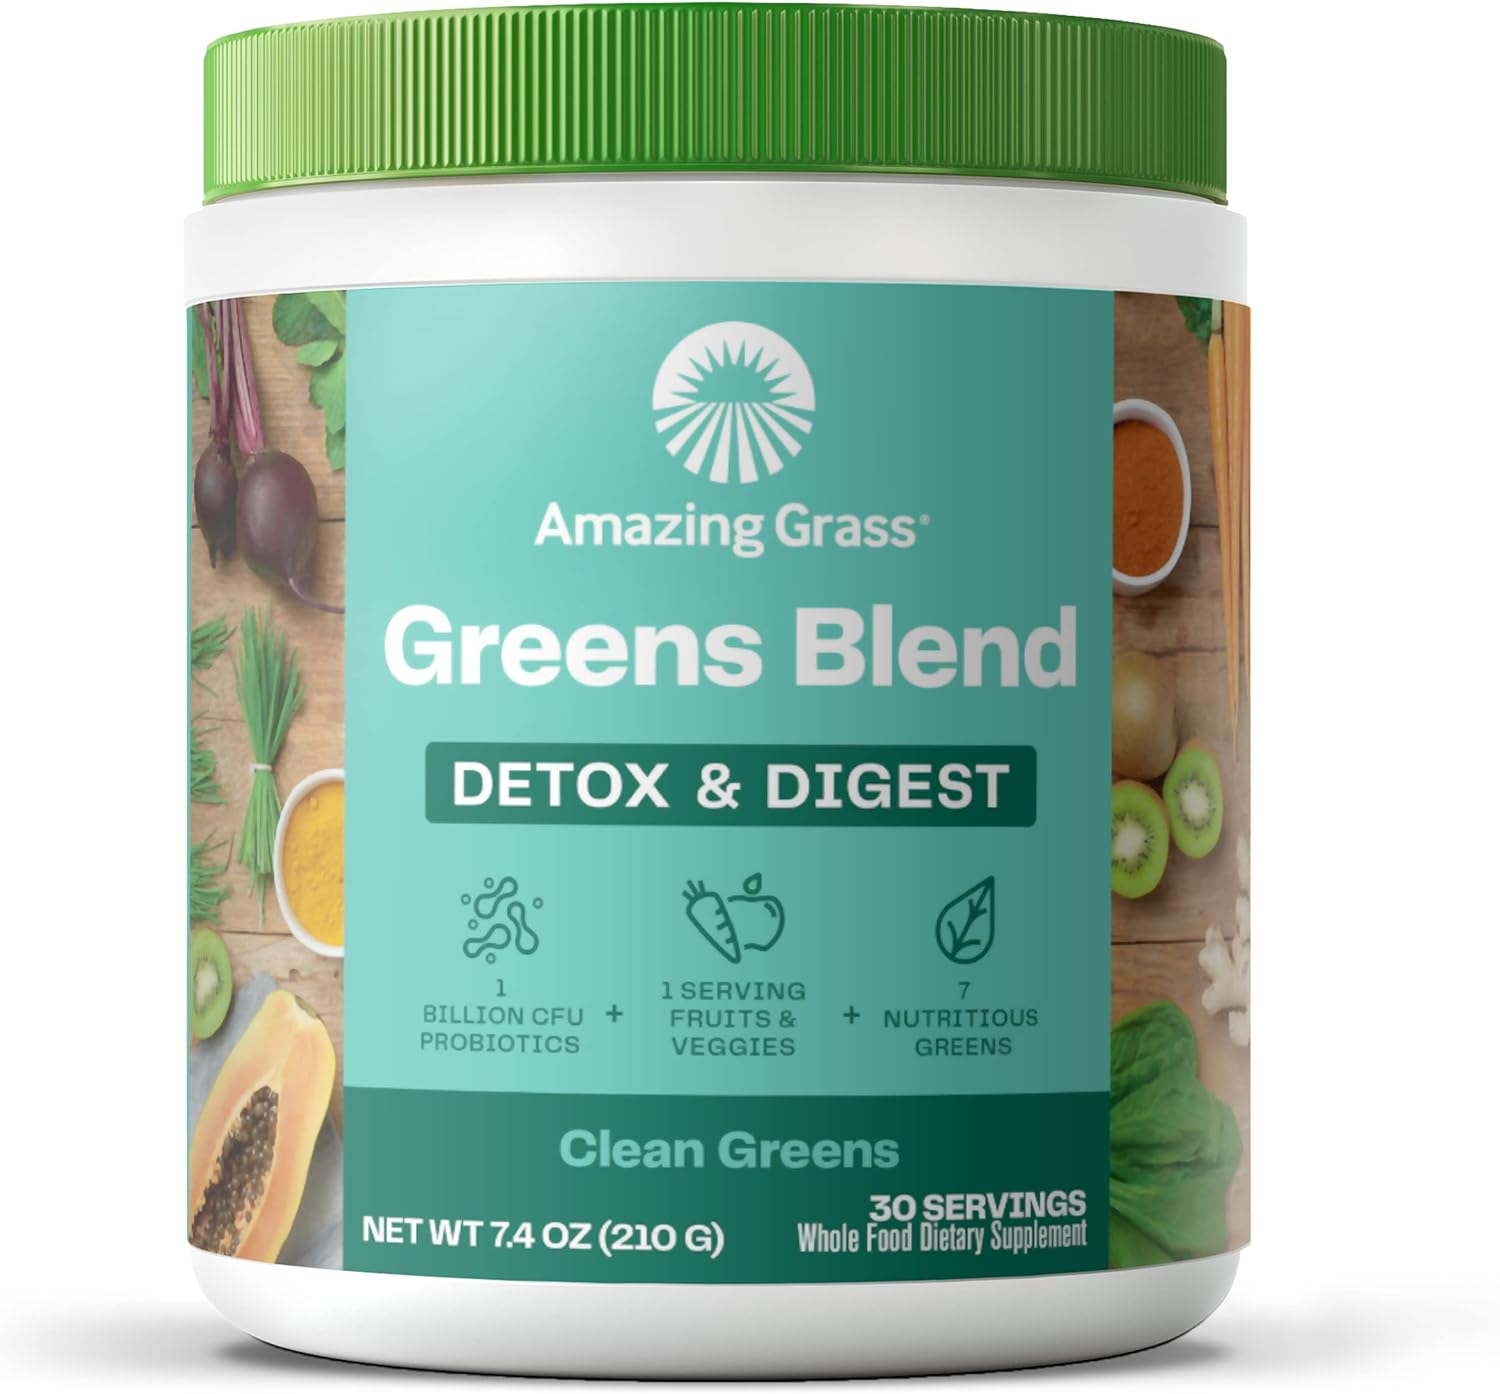 Amazing Grass®
Greens Blend
DETOX & DIGEST
1
BILLION CFU
PROBIOTICS
+
1 SERVING
FRUITS &
VEGGIES
+
7
NUTRITIOUS
GREENS
Clean Greens
30 SERVINGS
NET WT 7.4 OZ (210 G)
Whole Food Dietary Supplement